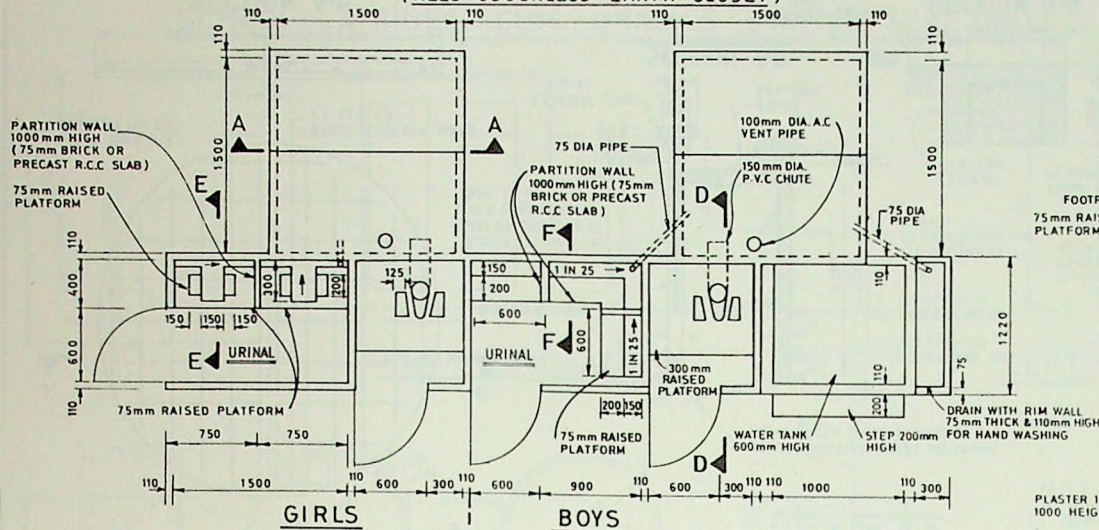 110
1500
110
110
1500
110
110
110
PARTITION WALL
1000mm HIGH
(75mm BRICK OR
PRECAST R.C.C SLAB)
75mm RAISED
PLATFORM
1500
A
A
E
75 DIA PIPE
PARTITION WALL
1000mm HIGH (75mm
BRICK OR PRECAST
R.C.C SLAB)
100mm DIA. A.C
VENT PIPE
150mm DIA.
P.V.C CHUTE
D
F
75 DIA
PIPE
1500
FOOTP
75mm RAI
PLATFORM
110
400
600
110
300
200
125
150
200
1 IN 25
110
150
150
150
600
E
URINAL
URINAL
F
600
1 IN 25
300mm
RAISED
PLATFORM
110
200
1220
75
75mm RAISED PLATFORM
200
150
75mm RAISED
PLATFORM
D
WATER TANK
600mm HIGH
STEP 200mm
HIGH
DRAIN WITH RIM WALL
75mm THICK & 110mm HIGH
FOR HAND WASHING
750
750
110
1500
110
600
300
110
600
900
110
600
300
110
110
1000
110
300
GIRLS
BOYS
PLASTER 1
1000 HEIG